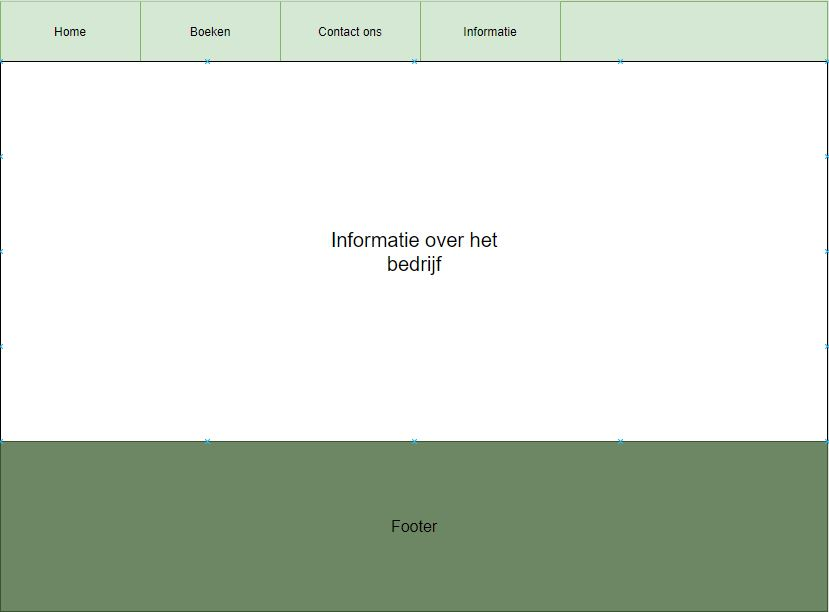 Home
Boeken
Contact ons
Informatie
Informatie over het
bedrijf
Footer